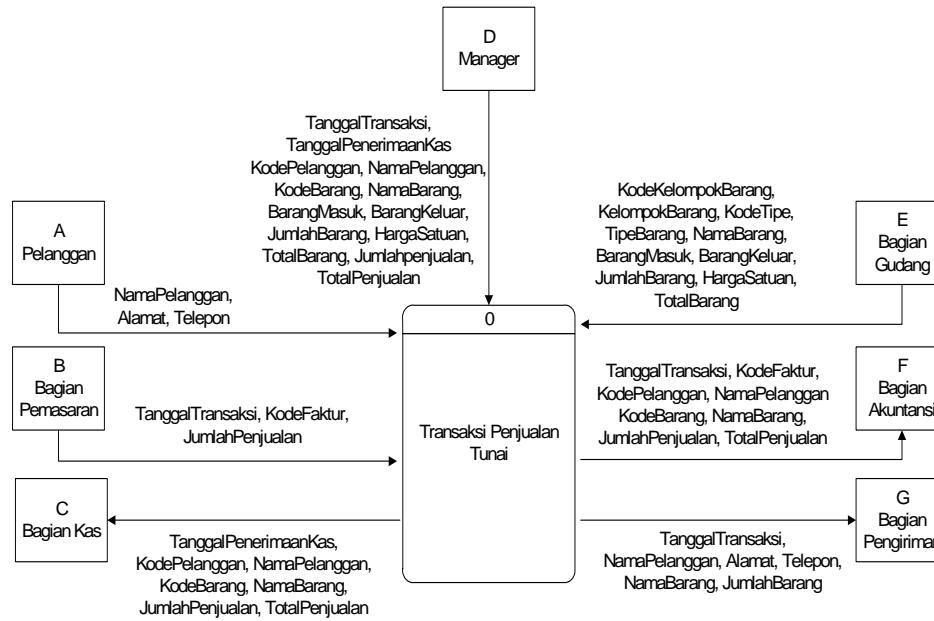 D
Manager
TanggalTransaksi,
TanggalPenerimaanKas
KodePelanggan, NamaPelanggan,
KodeBarang, NamaBarang,
BarangMasuk, BarangKeluar,
JumlahBarang, HargaSatuan,
TotalBarang, Jumlahpenjualan,
TotalPenjualan
KodeKelompokBarang,
KelompokBarang, KodeTipe,
TipeBarang, NamaBarang,
BarangMasuk, BarangKeluar,
JumlahBarang, HargaSatuan,
TotalBarang
A
Pelanggan
E
Bagian
Gudang
NamaPelanggan,
Alamat, Telepon
0
Transaksi Penjualan
Tunai
B
Bagian
Pemasaran
TanggalTransaksi, KodeFaktur,
JumlahPenjualan
TanggalTransaksi, KodeFaktur,
KodePelanggan, NamaPelanggan
KodeBarang, NamaBarang,
JumlahPenjualan, TotalPenjualan
F
Bagian
Akuntansi
C
Bagian Kas
TanggalPenerimaanKas,
KodePelanggan, NamaPelanggan,
KodeBarang, NamaBarang,
JumlahPenjualan, TotalPenjualan
TanggalTransaksi,
NamaPelanggan, Alamat, Telepon,
NamaBarang, JumlahBarang
G
Bagian
Pengiriman